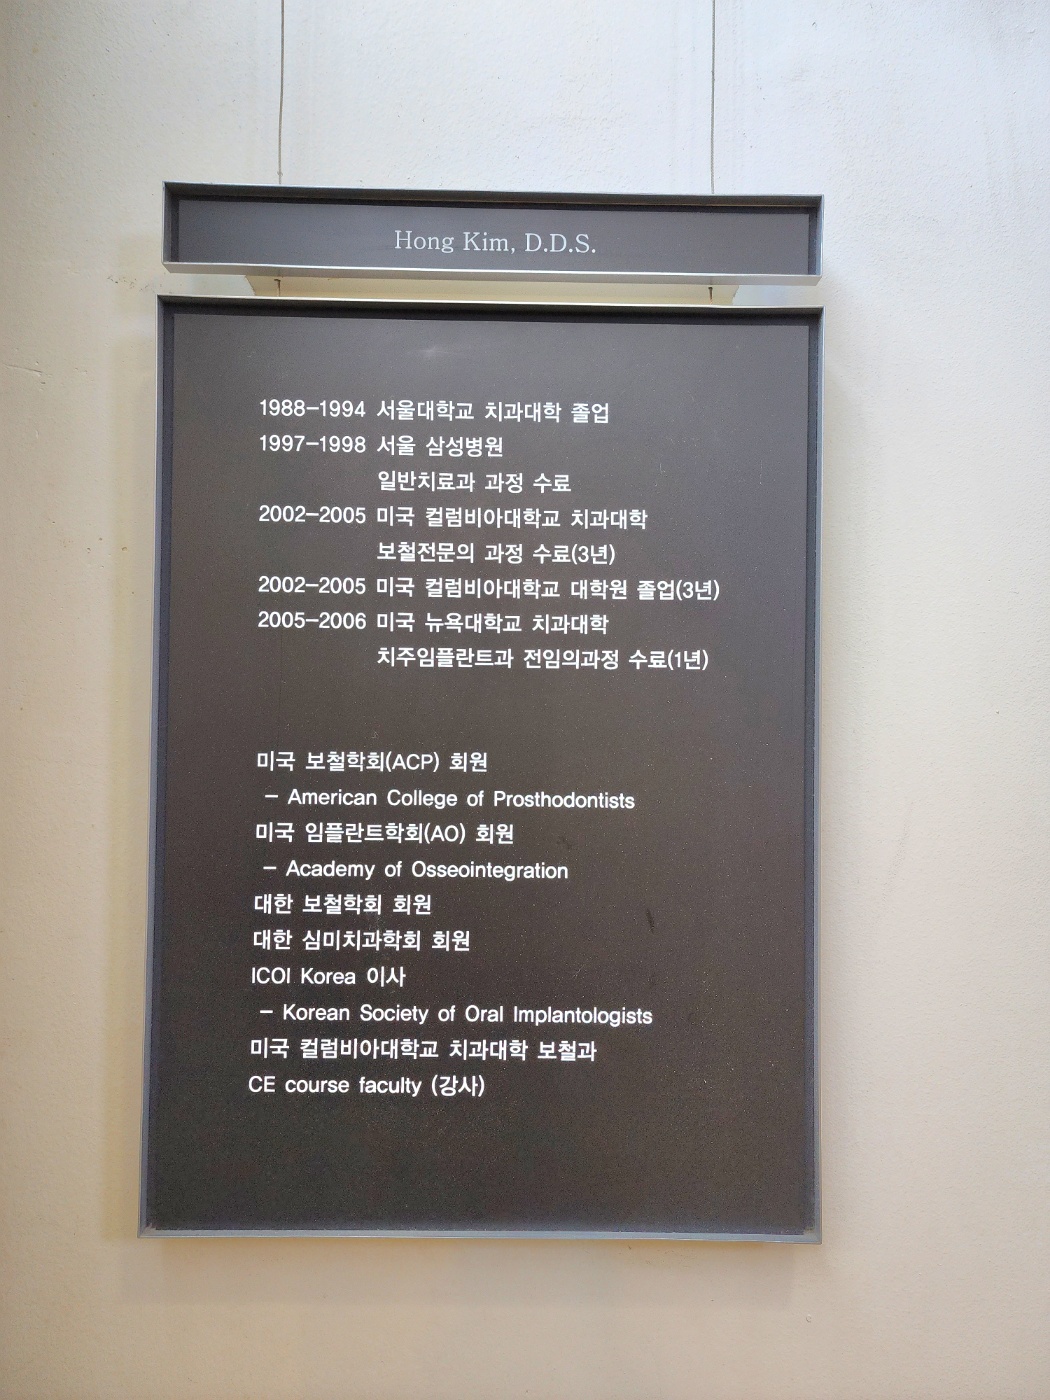 Hong Kim, D.D.S.
1988-1994 서울대학교 치과대학 졸업
1997-1998 서울 삼성병원
일반치료과 과정 수료
2002-2005 미국 컬럼비아대학교 치과대학
보철전문의 과정 수료(3년)
2002-2005 미국 컬럼비아대학교 대학원 졸업(3년)
2005-2006 미국 뉴욕대학교 치과대학
치주임플란트과 전임의과정 수료(1년)
미국 보철학회(ACP) 회원
- American College of Prosthodontists
미국 임플란트학회(AO) 회원
- Academy of Osseointegration
대한 보철학회 회원
대한 심미치과학회 회원
ICOI Korea 이사
- Korean Society of Oral Implantologists
미국 컬럼비아대학교 치과대학 보철과
CE course faculty (강사)